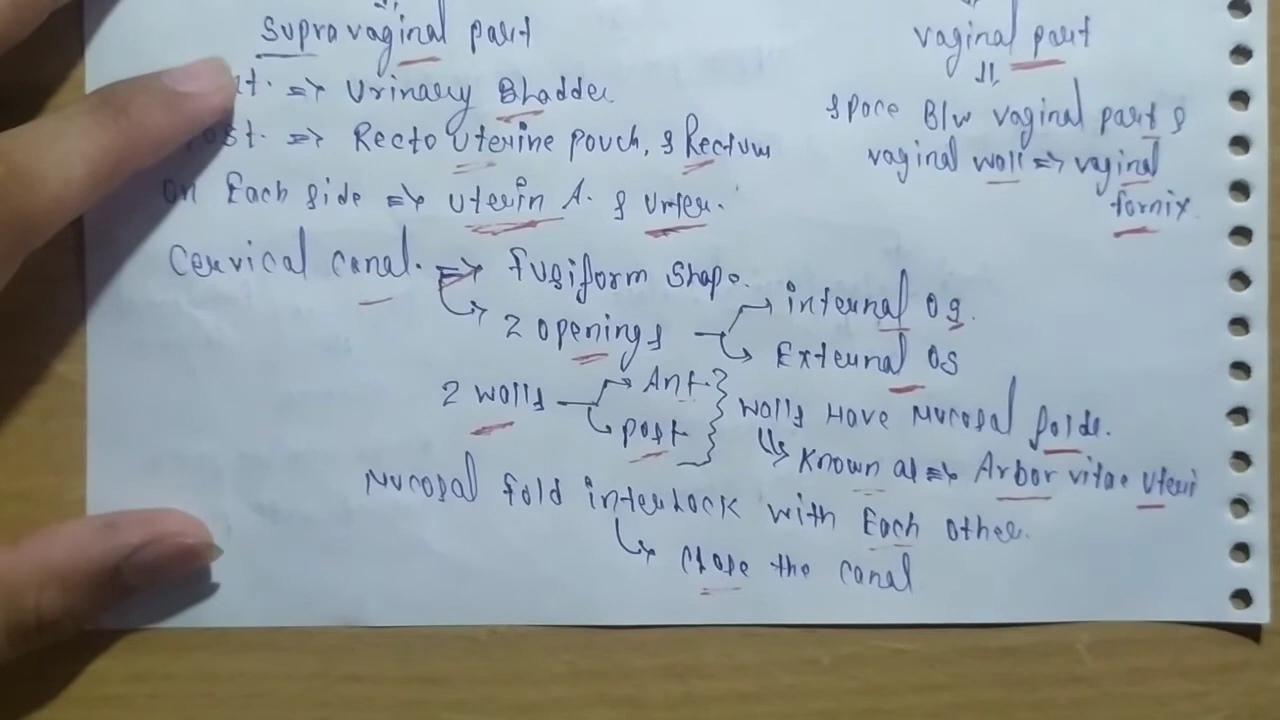 Supravaginal part
vaginal part
t. => Urinary Bladder
Post. => Recto Uterine pouch, & Rectum
on Each side => Uterin A. & Urter.
space B/w vaginal part &
vaginal wall => vaginal
fornix
Cervical canal. => fusiform shape.
2 openings → internal os.
External os
2 walls → Ant.
post
walls Have Mucosal folds.
Known as => Arbor vitae Uteri
Mucosal fold interlock with Each other.
close the canal